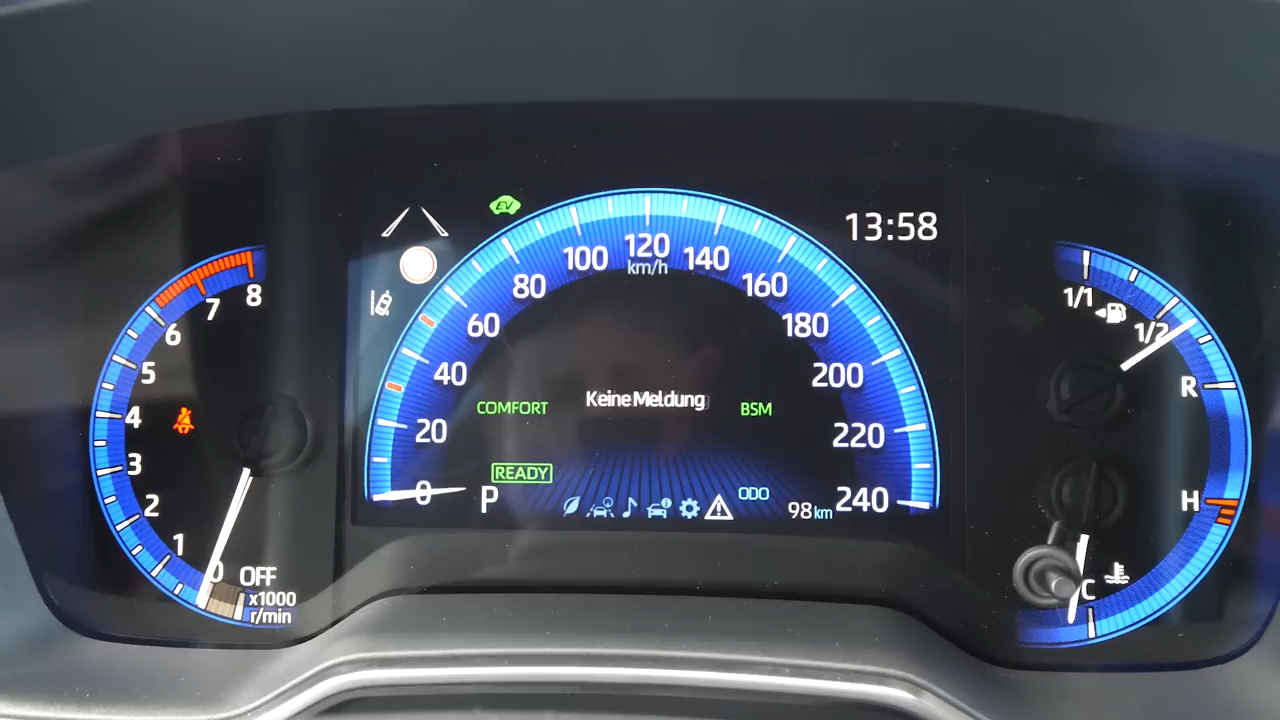 EV
13:58
0
1
2
3
4
5
6
7
8
OFF
x1000
r/min
0
20
40
60
80
100
120
140
160
180
200
220
240
km/h
COMFORT
Keine Meldung
BSM
READY
P
ODO
98 km
1/1
1/2
R
H
C